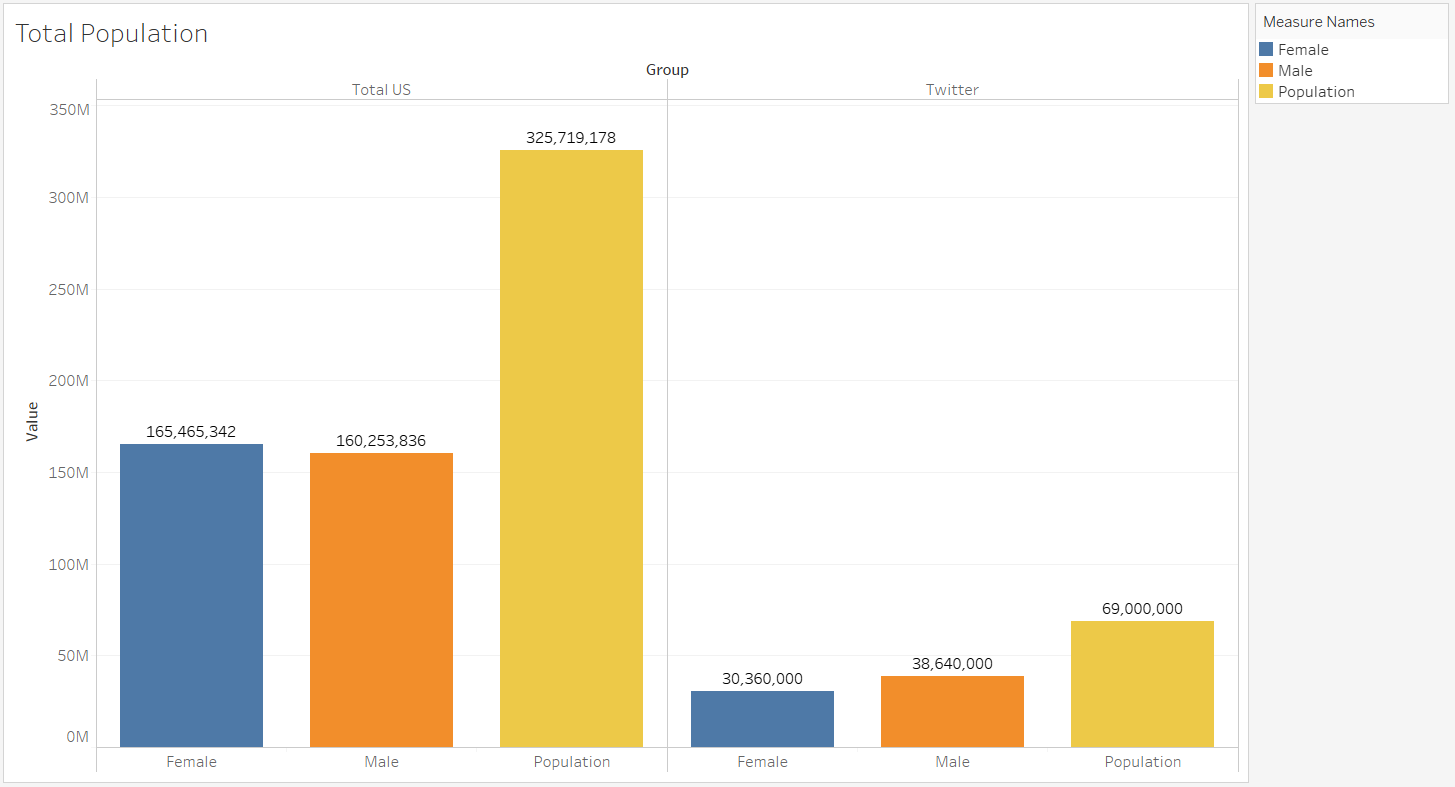 Total Population
Measure Names
Female
Male
Population
Group
Total US Twitter
350M
300M
250M
200M
150M
100M
50M
0M
Value
325,719,178
165,465,342
160,253,836
69,000,000
38,640,000
30,360,000
Female Male Population Female Male Population